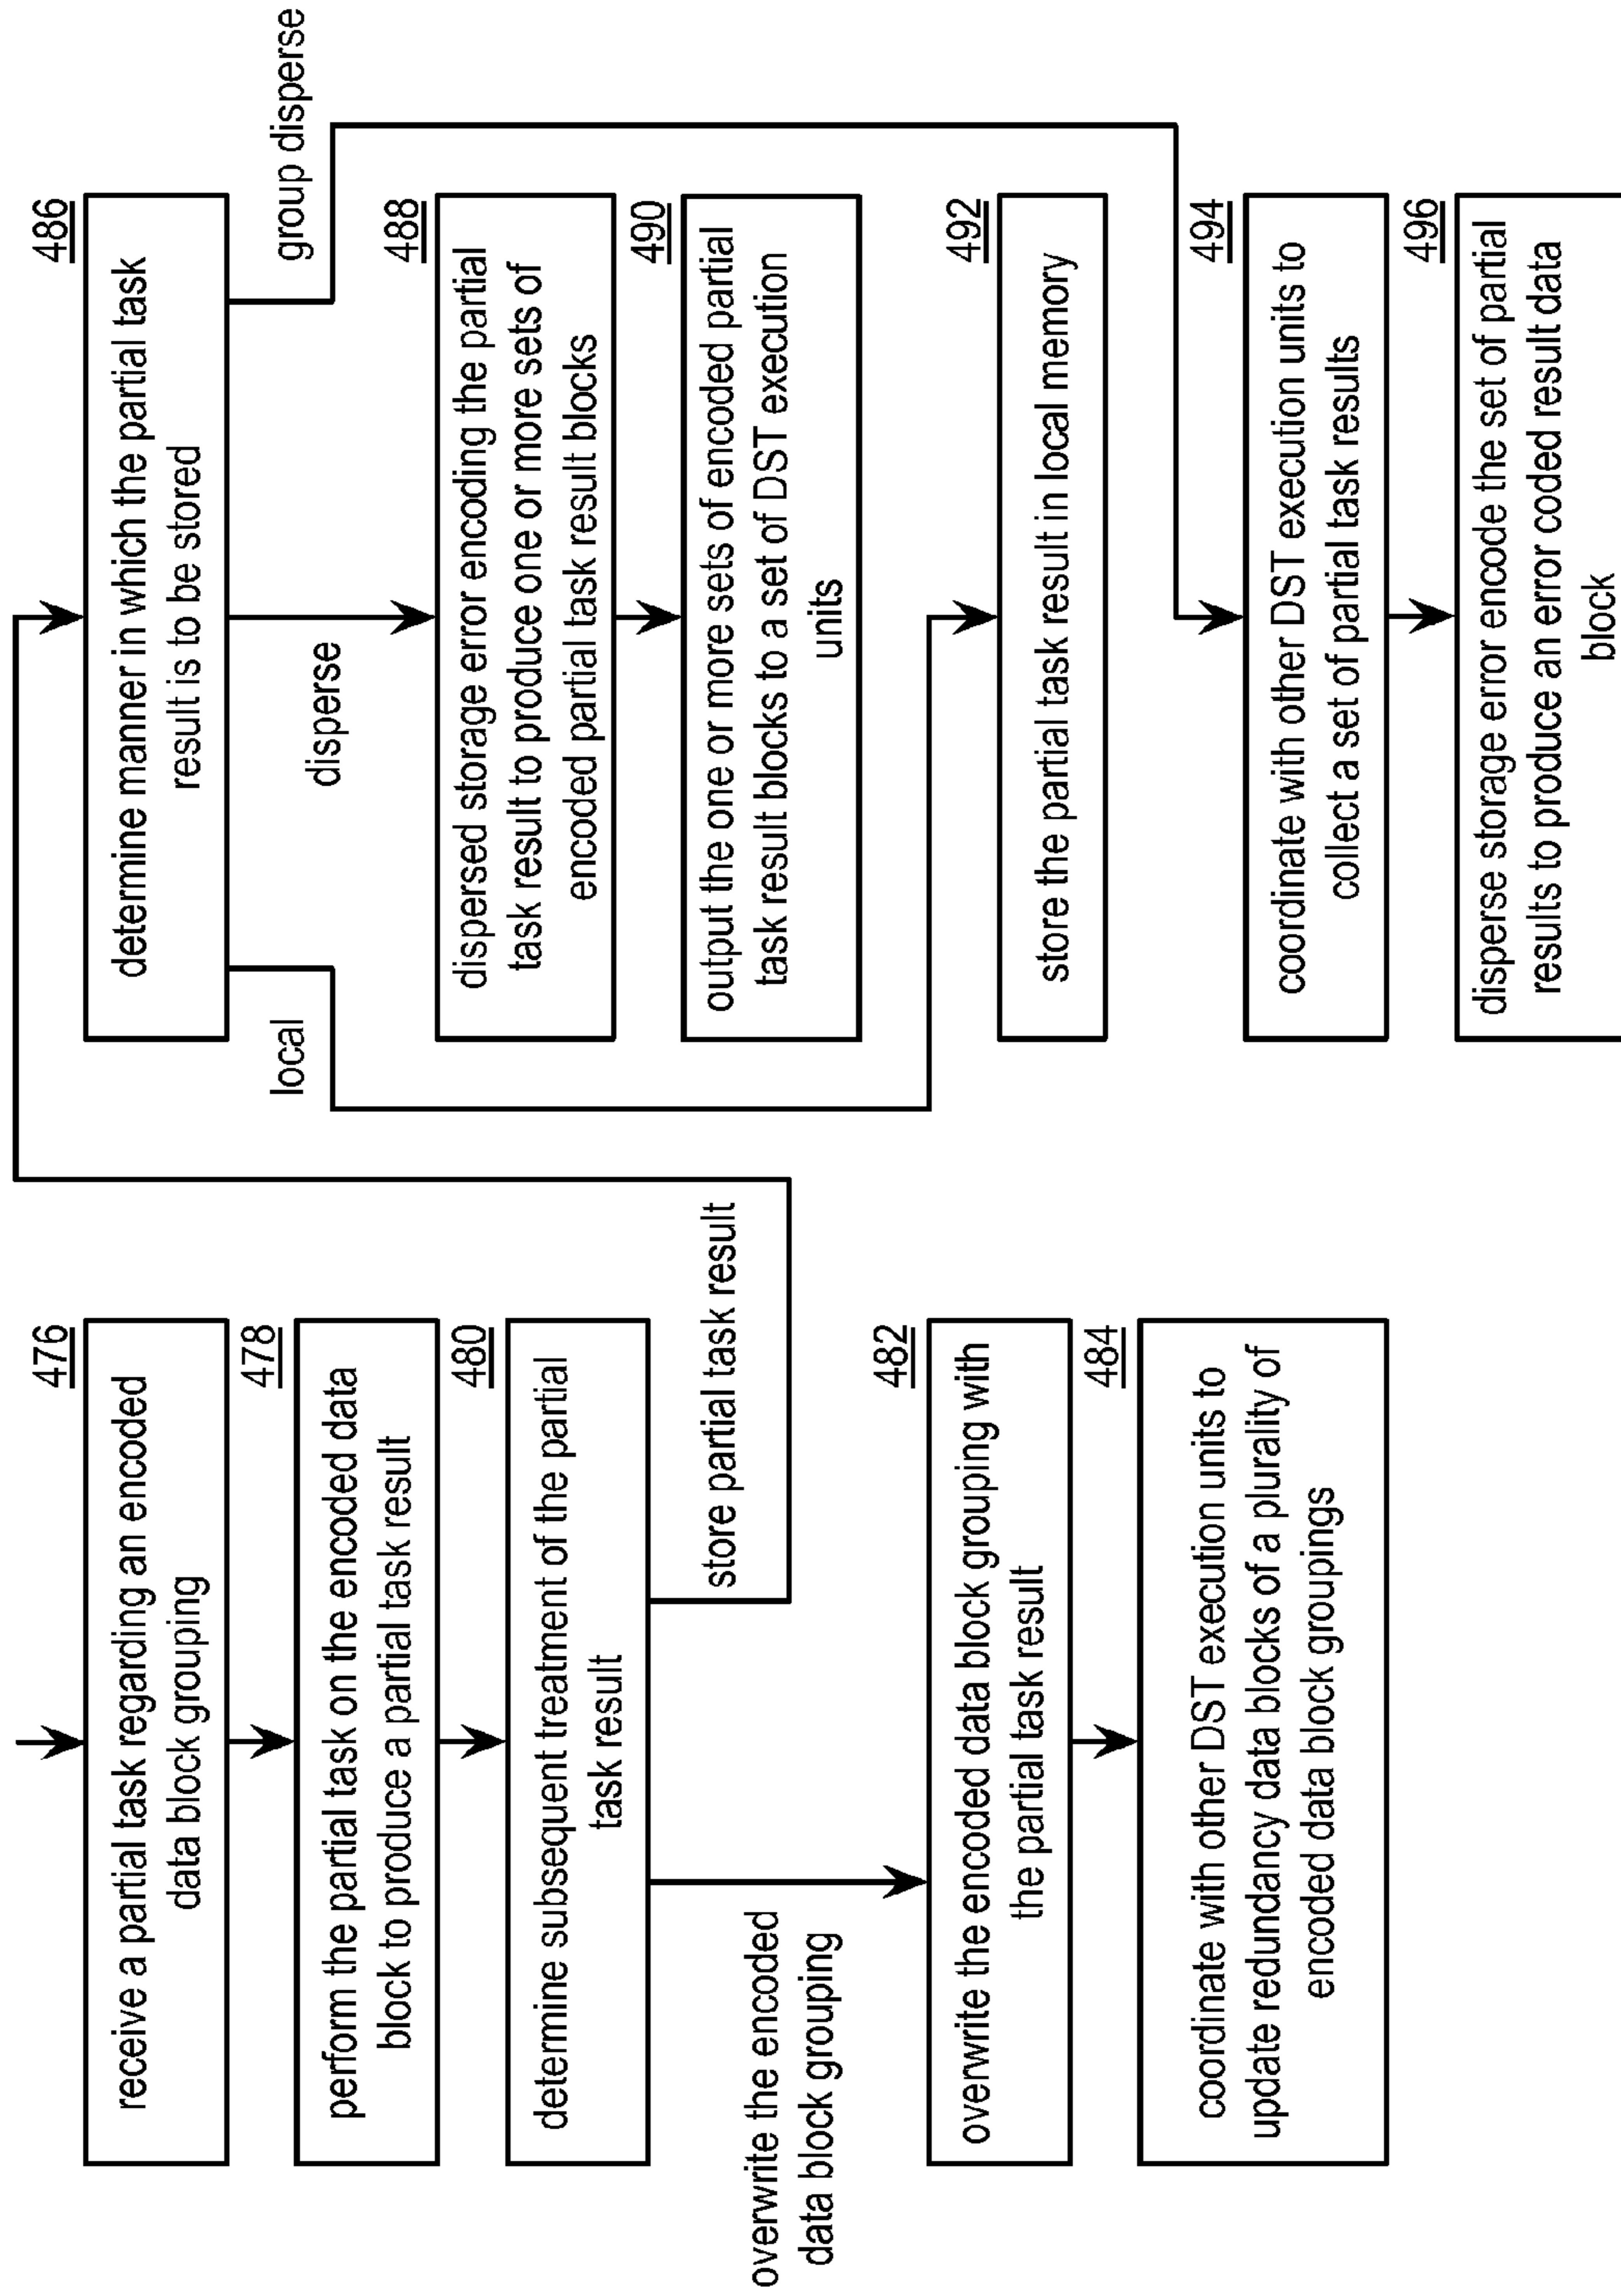 476
receive a partial task regarding an encoded
data block grouping
478
perform the partial task on the encoded data
block to produce a partial task result
480
determine subsequent treatment of the partial
task result
store partial task result
overwrite the encoded
data block grouping
482
overwrite the encoded data block grouping with
the partial task result
484
coordinate with other DST execution units to
update redundancy data blocks of a plurality of
encoded data block groupings
486
determine manner in which the partial task
result is to be stored
local
disperse
group disperse
488
dispersed storage error encoding the partial
task result to produce one or more sets of
encoded partial task result blocks
490
output the one or more sets of encoded partial
task result blocks to a set of DST execution
units
492
store the partial task result in local memory
494
coordinate with other DST execution units to
collect a set of partial task results
496
disperse storage error encode the set of partial
results to produce an error coded result data
block